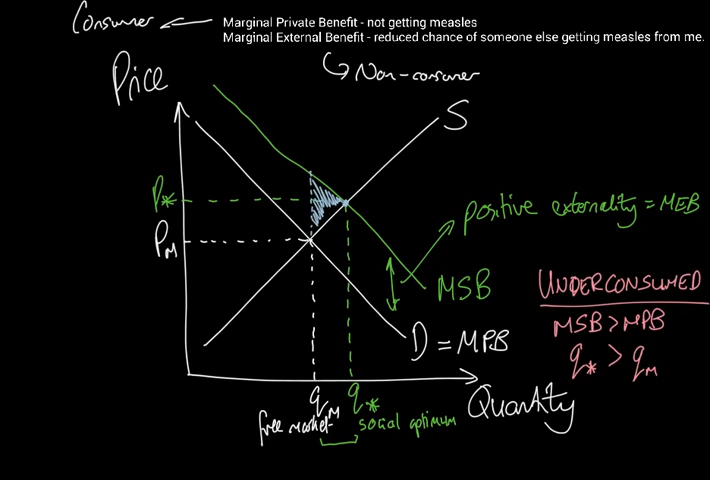 Consumer ← Marginal Private Benefit - not getting measles
Marginal External Benefit - reduced chance of someone else getting measles from me.
Non-consumer
Price
S
P*
positive externality = MEB
PM
UNDERCONSUMED
MSB
MSB > MPB
D = MPB
q* > qM
qM q*
Quantity
free market social optimum